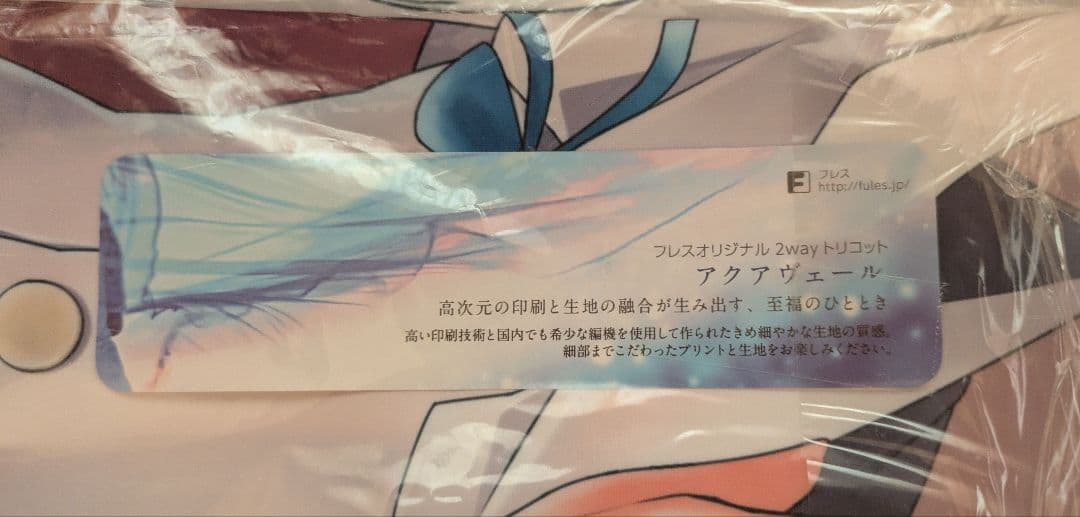 F フレス
http://fules.jp/
フレスオリジナル 2way トリコット
アクアヴェール
高次元の印刷と生地の融合が生み出す、至福のひととき
高い印刷技術と国内でも希少な編機を使用して作られたきめ細やかな生地の質感。
細部までこだわったプリントと生地をお楽しみください。